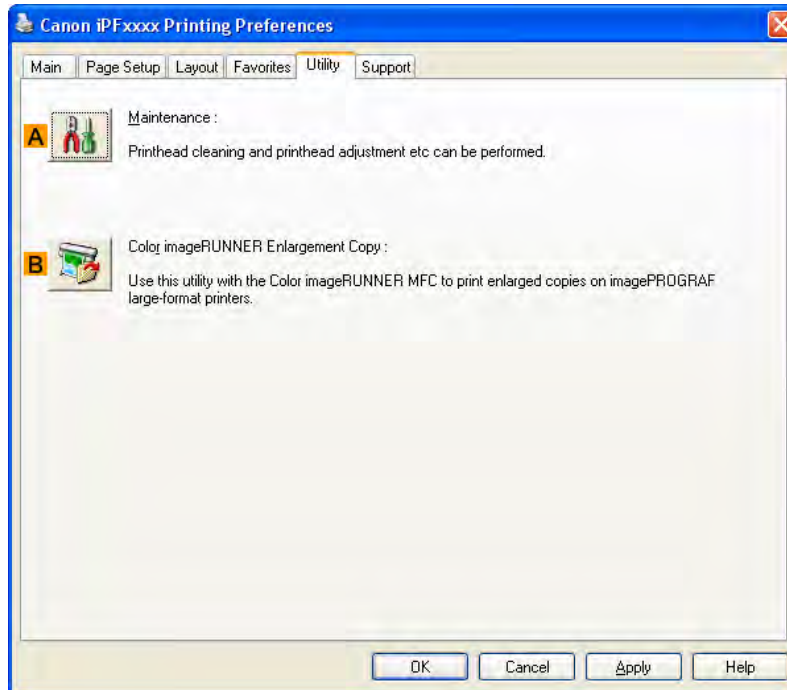 Canon iPFxxxx Printing Preferences
Main Page Setup Layout Favorites Utility Support
A
Maintenance :
Printhead cleaning and printhead adjustment etc can be performed.
B
Color imageRUNNER Enlargement Copy :
Use this utility with the Color imageRUNNER MFC to print enlarged copies on imagePROGRAF
large-format printers.
OK Cancel Apply Help